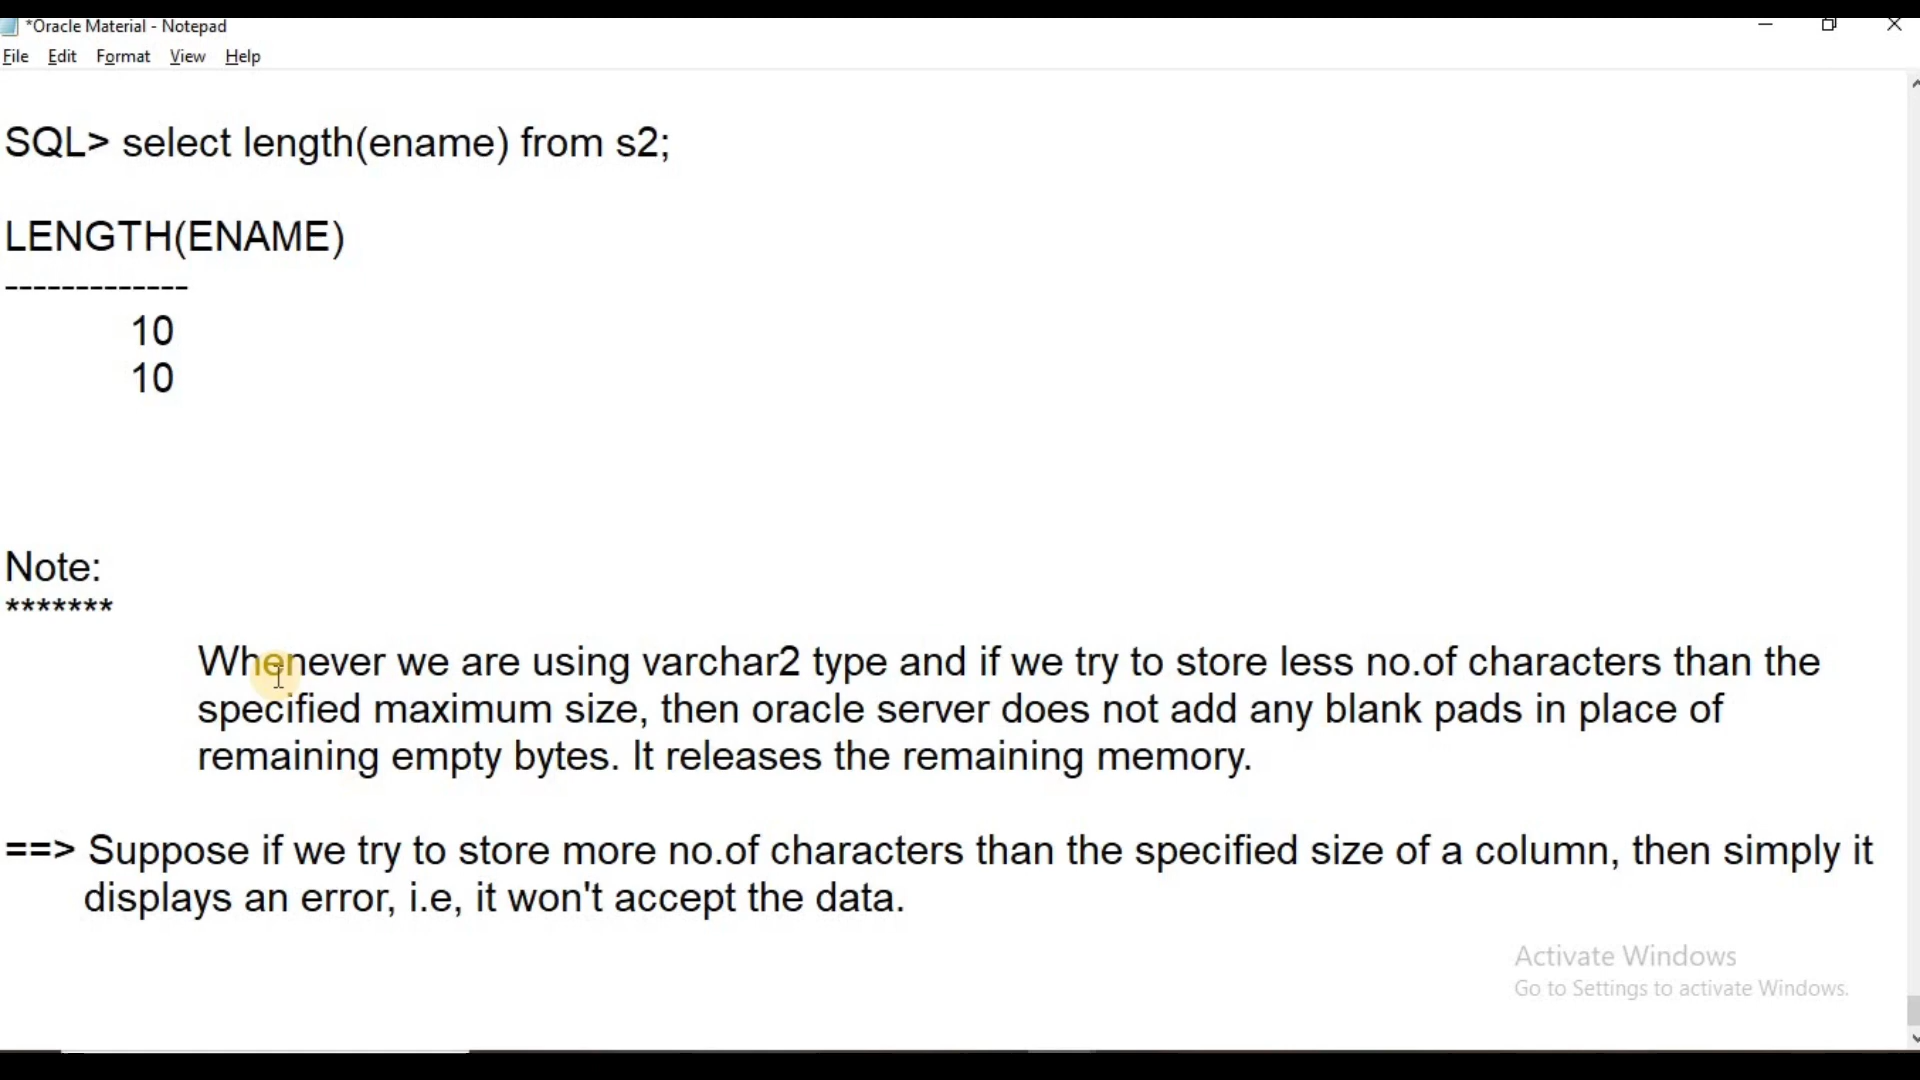 *Oracle Material - Notepad
File Edit Format View Help
SQL> select length(ename) from s2;
LENGTH(ENAME)
-------------
10
10
Note:
*******
Whenever we are using varchar2 type and if we try to store less no.of characters than the
specified maximum size, then oracle server does not add any blank pads in place of
remaining empty bytes. It releases the remaining memory.
==> Suppose if we try to store more no.of characters than the specified size of a column, then simply it
displays an error, i.e, it won't accept the data.
Activate Windows
Go to Settings to activate Windows.